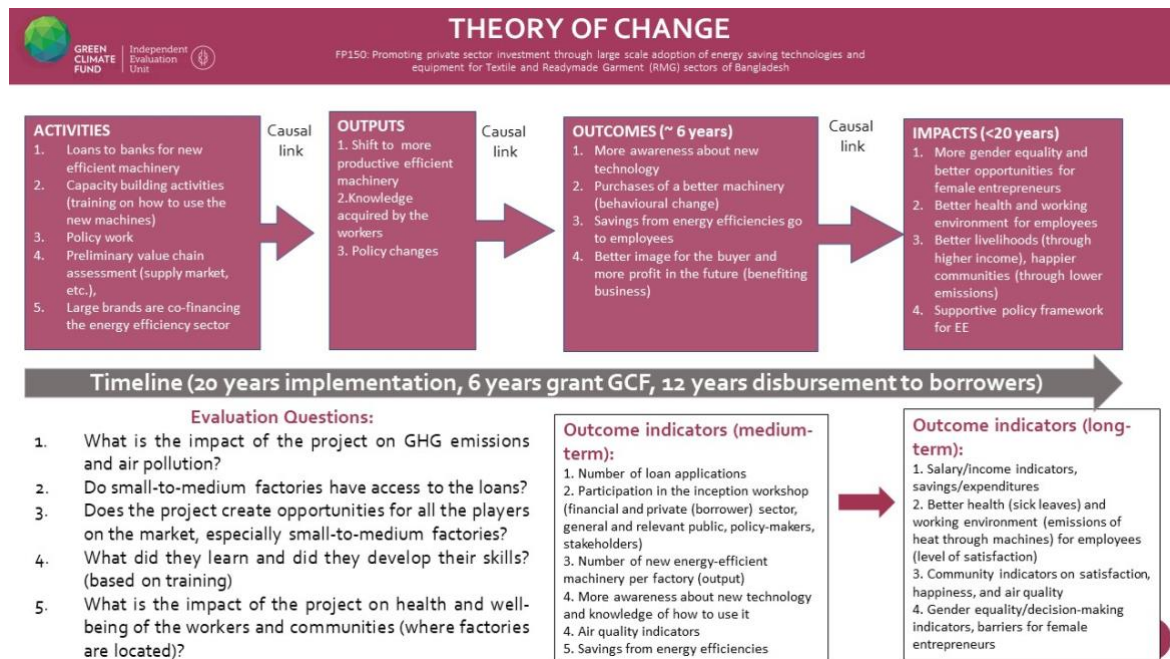 THEORY OF CHANGE
GREEN
CLIMATE
FUND
Independent
Evaluation
Unit
FP150: Promoting private sector investment through large scale adoption of energy saving technologies and
equipment for Textile and Readymade Garment (RMG) sectors of Bangladesh
ACTIVITIES
1. Loans to banks for new
efficient machinery
2. Capacity building activities
(training on how to use the
new machines)
3. Policy work
4. Preliminary value chain
assessment (supply market,
etc.),
5. Large brands are co-financing
the energy efficiency sector
Causal
link
OUTPUTS
1. Shift to more
productive efficient
machinery
2.Knowledge
acquired by the
workers
3. Policy changes
Causal
link
OUTCOMES (~ 6 years)
1. More awareness about new
technology
2. Purchases of a better machinery
(behavioural change)
3. Savings from energy efficiencies go
to employees
4. Better image for the buyer and
more profit in the future (benefiting
business)
Causal
link
IMPACTS (<20 years)
1. More gender equality and
better opportunities for
female entrepreneurs
2. Better health and working
environment for employees
3. Better livelihoods (through
higher income), happier
communities (through lower
emissions)
4. Supportive policy framework
for EE
Timeline (20 years implementation, 6 years grant GCF, 12 years disbursement to borrowers)
Evaluation Questions:
1. What is the impact of the project on GHG emissions
and air pollution?
2. Do small-to-medium factories have access to the loans?
3. Does the project create opportunities for all the players
on the market, especially small-to-medium factories?
4. What did they learn and did they develop their skills?
(based on training)
5. What is the impact of the project on health and well-
being of the workers and communities (where factories
are located)?
Outcome indicators (medium-
term):
1. Number of loan applications
2. Participation in the inception workshop
(financial and private (borrower) sector,
general and relevant public, policy-makers,
stakeholders)
3. Number of new energy-efficient
machinery per factory (output)
4. More awareness about new technology
and knowledge of how to use it
4. Air quality indicators
5. Savings from energy efficiencies
Outcome indicators (long-
term):
1. Salary/income indicators,
savings/expenditures
2. Better health (sick leaves) and
working environment (emissions of
heat through machines) for employees
(level of satisfaction)
3. Community indicators on satisfaction,
happiness, and air quality
4. Gender equality/decision-making
indicators, barriers for female
entrepreneurs